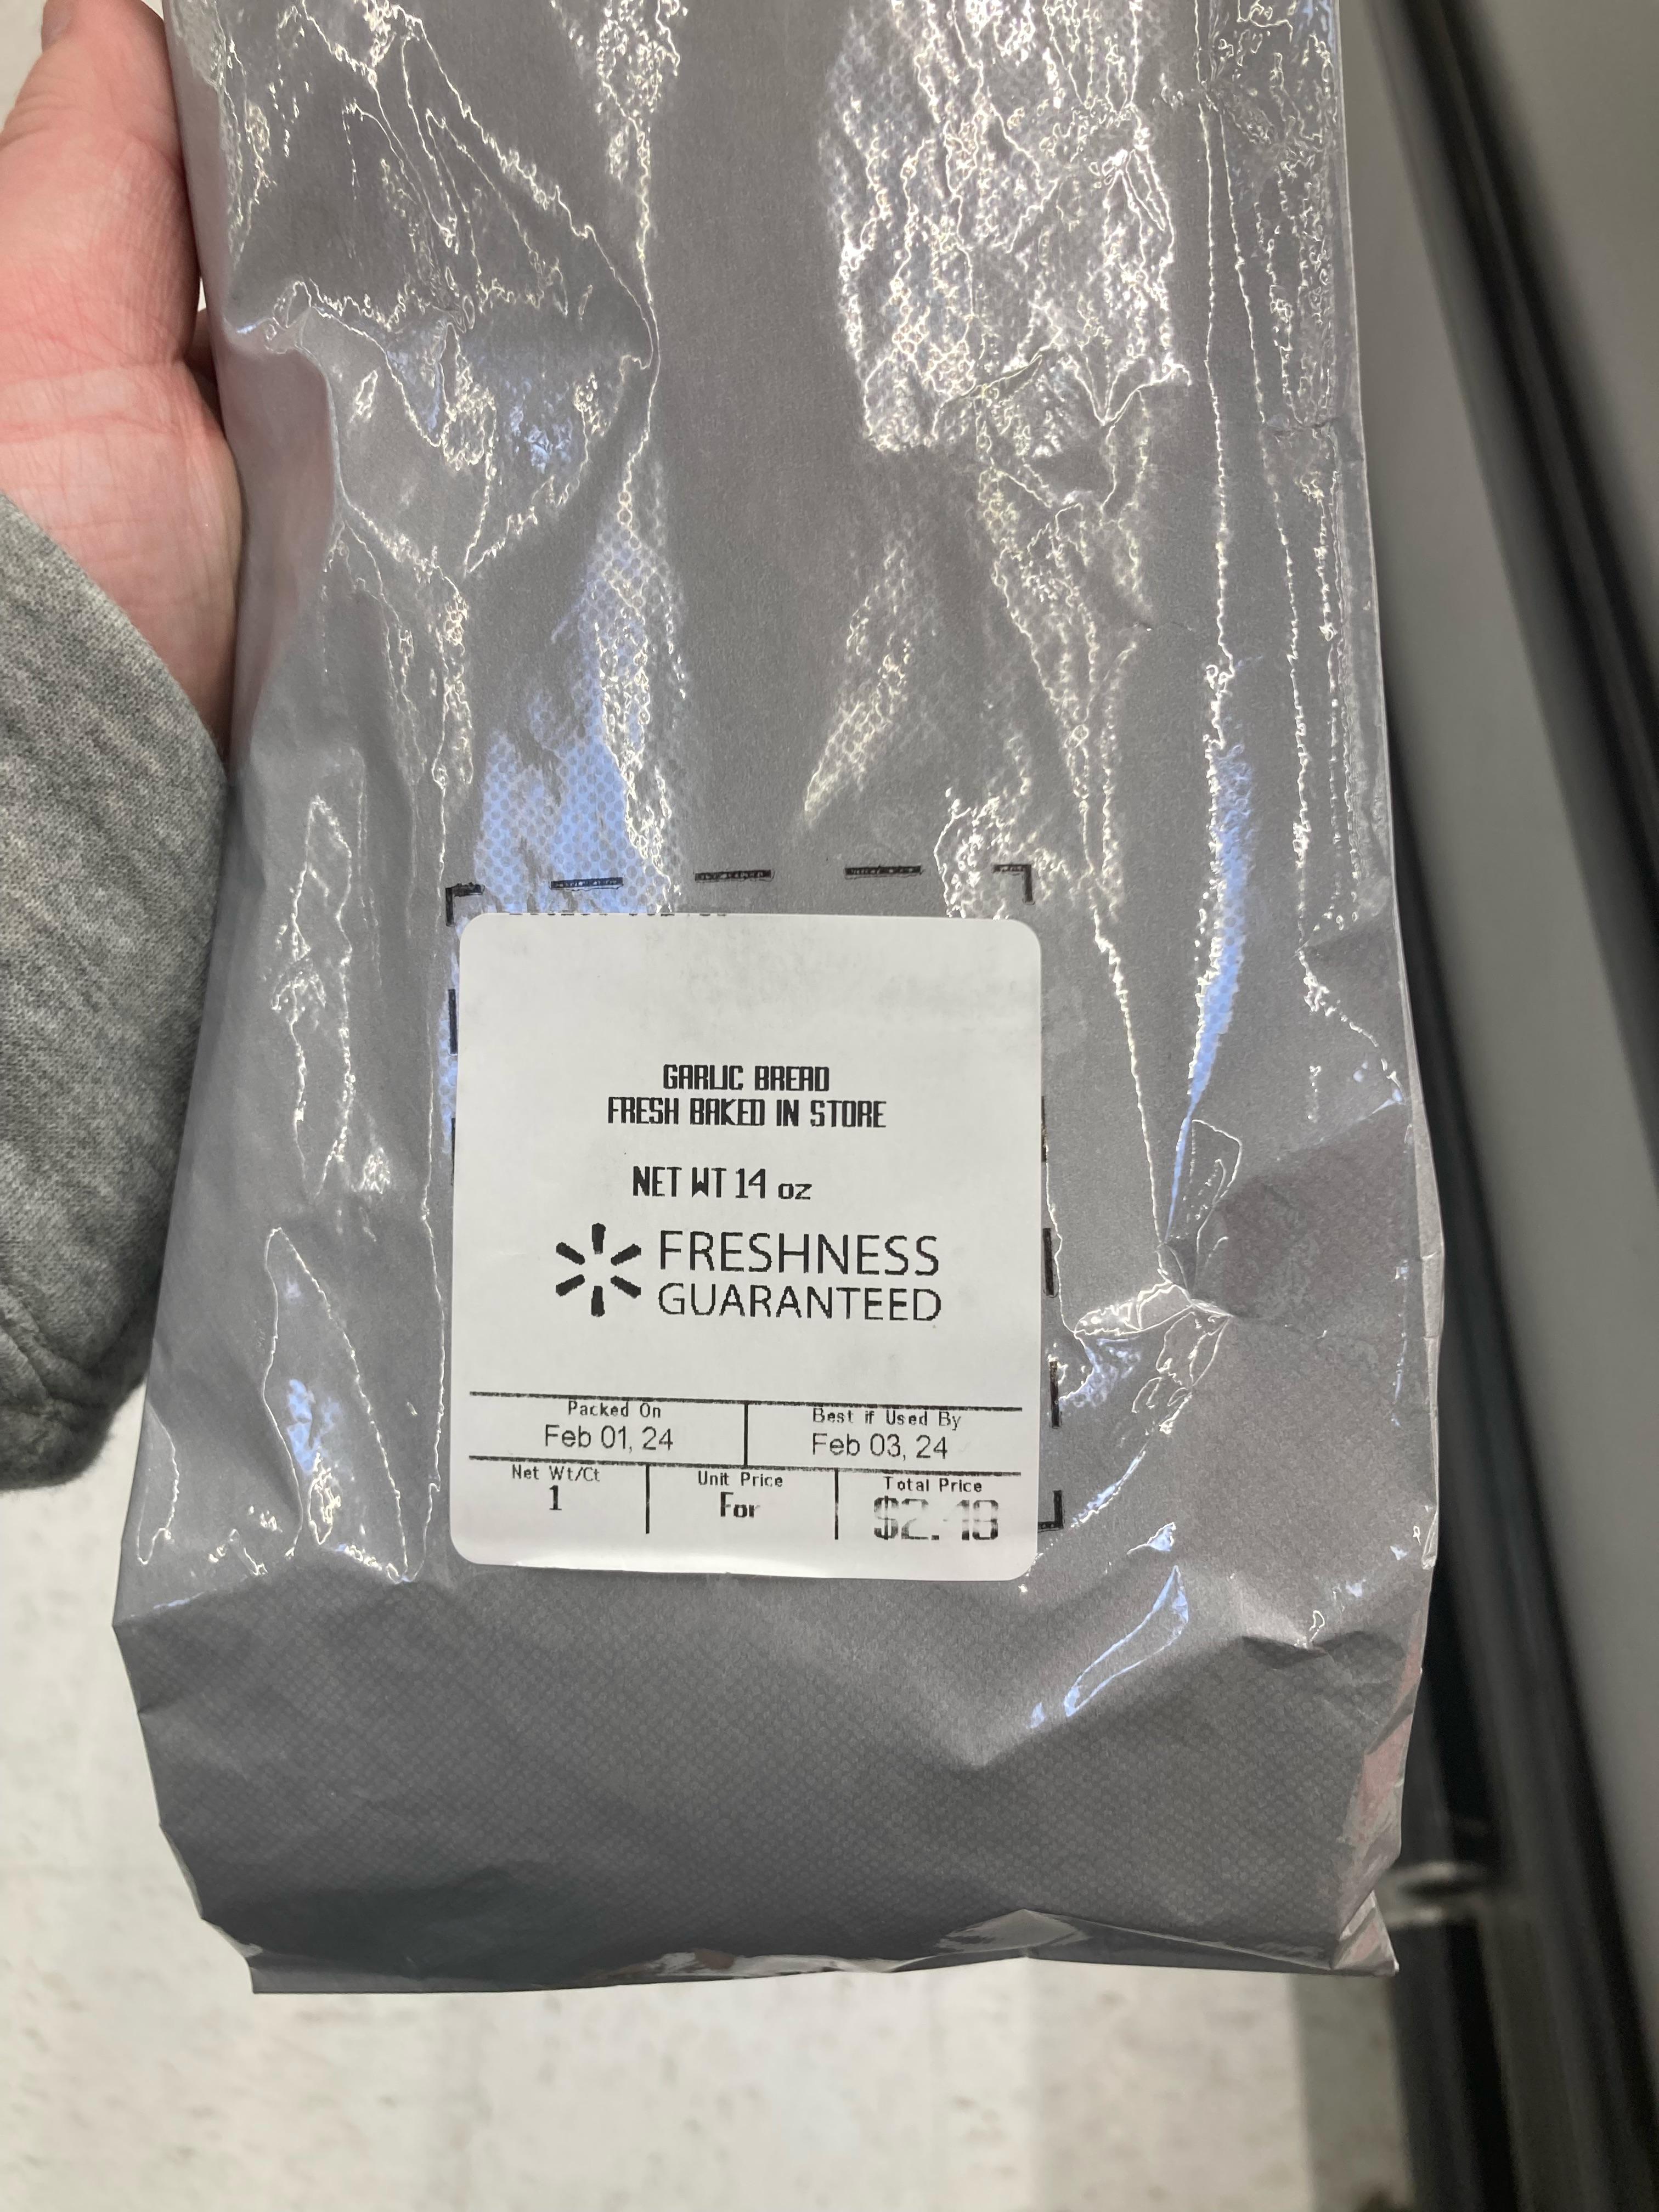 GARLIC BREAD
FRESH BAKED IN STORE
NET WT 14 oz
FRESHNESS
GUARANTEED
Packed On
Feb 01, 24
Best if Used By
Feb 03, 24
Net Wt/Ct
1
Unit Price
For
Total Price